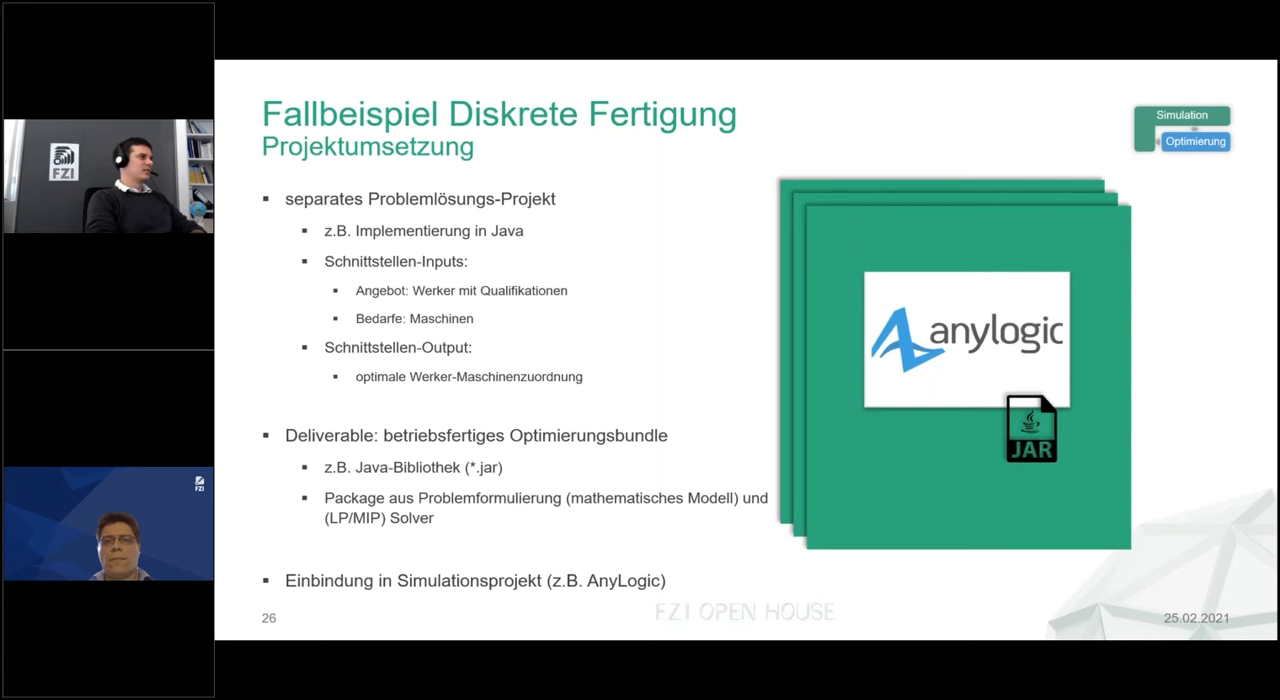 FZI
FZI
Fallbeispiel Diskrete Fertigung
Projektumsetzung
Simulation
Optimierung
▪ separates Problemlösungs-Projekt
▪ z.B. Implementierung in Java
▪ Schnittstellen-Inputs:
▪ Angebot: Werker mit Qualifikationen
▪ Bedarfe: Maschinen
▪ Schnittstellen-Output:
▪ optimale Werker-Maschinenzuordnung
▪ Deliverable: betriebsfertiges Optimierungsbundle
▪ z.B. Java-Bibliothek (*.jar)
▪ Package aus Problemformulierung (mathematisches Modell) und
(LP/MIP) Solver
▪ Einbindung in Simulationsprojekt (z.B. AnyLogic)
anylogic
JAR
26
FZI OPEN HOUSE
25.02.2021